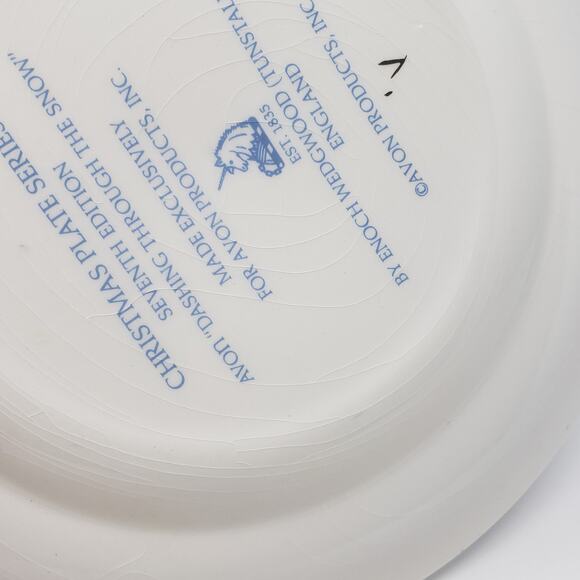 CHRISTMAS PLATE SERIES
SEVENTH EDITION
AVON "DASHING THROUGH THE SNOW"
MADE EXCLUSIVELY
FOR AVON PRODUCTS, INC.
EST. 1835
BY ENOCH WEDGWOOD (TUNSTALL
ENGLAND
©AVON PRODUCTS, INC.